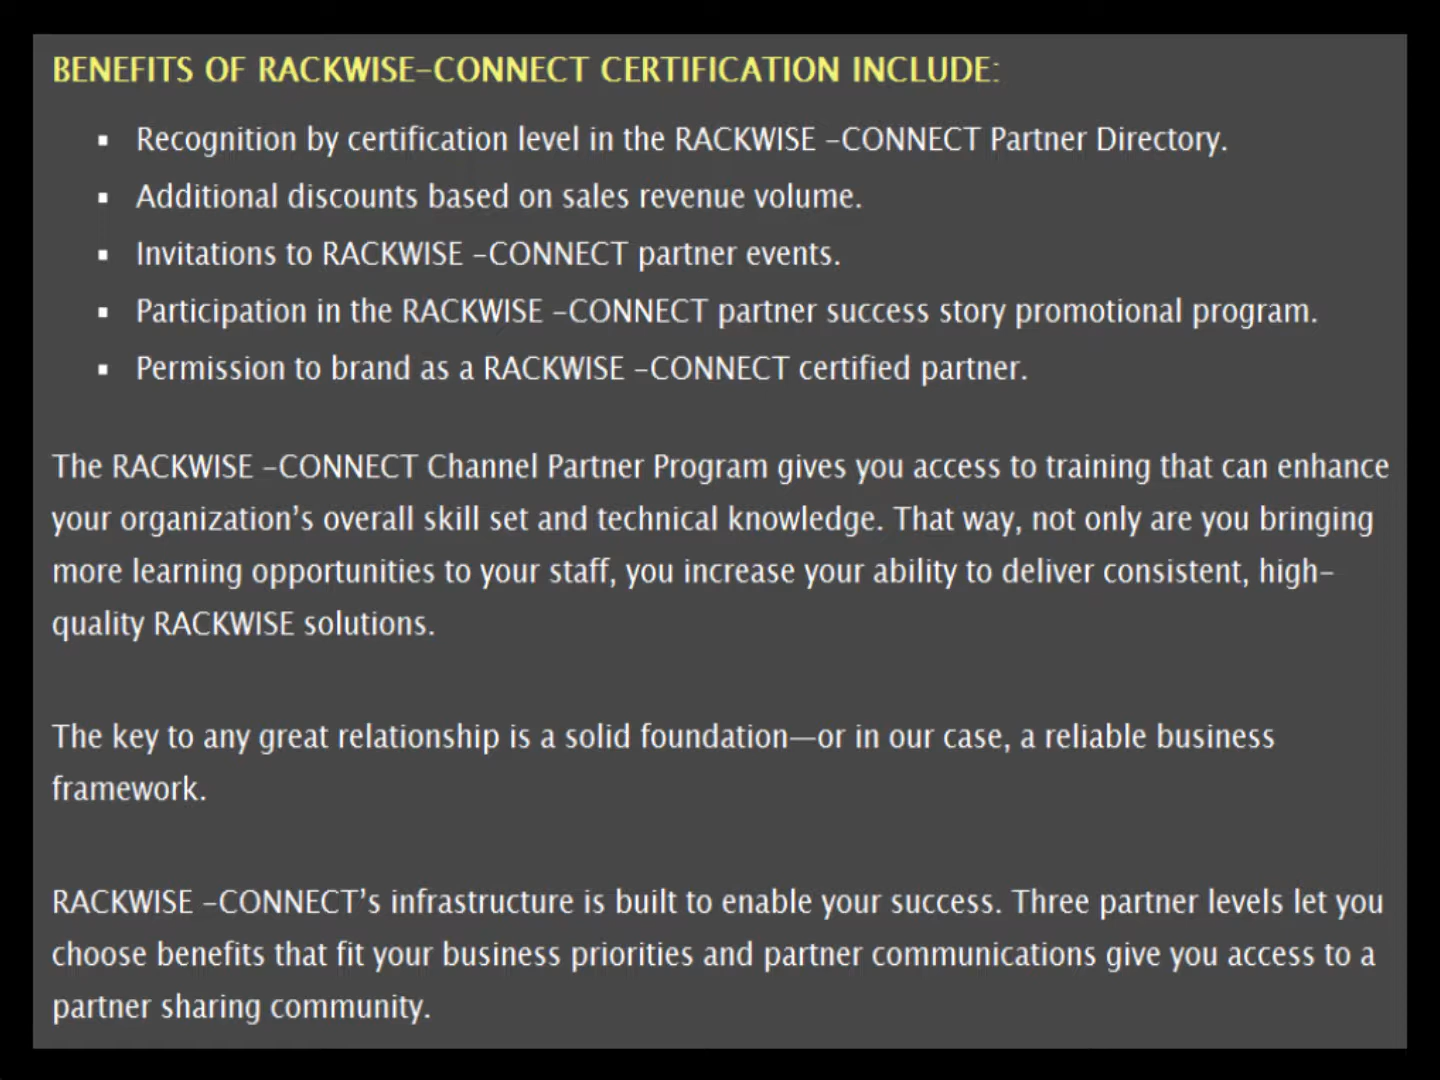 BENEFITS OF RACKWISE–CONNECT CERTIFICATION INCLUDE:
▪ Recognition by certification level in the RACKWISE –CONNECT Partner Directory.
▪ Additional discounts based on sales revenue volume.
▪ Invitations to RACKWISE –CONNECT partner events.
▪ Participation in the RACKWISE –CONNECT partner success story promotional program.
▪ Permission to brand as a RACKWISE –CONNECT certified partner.
The RACKWISE –CONNECT Channel Partner Program gives you access to training that can enhance
your organization’s overall skill set and technical knowledge. That way, not only are you bringing
more learning opportunities to your staff, you increase your ability to deliver consistent, high–
quality RACKWISE solutions.
The key to any great relationship is a solid foundation—or in our case, a reliable business
framework.
RACKWISE –CONNECT’s infrastructure is built to enable your success. Three partner levels let you
choose benefits that fit your business priorities and partner communications give you access to a
partner sharing community.